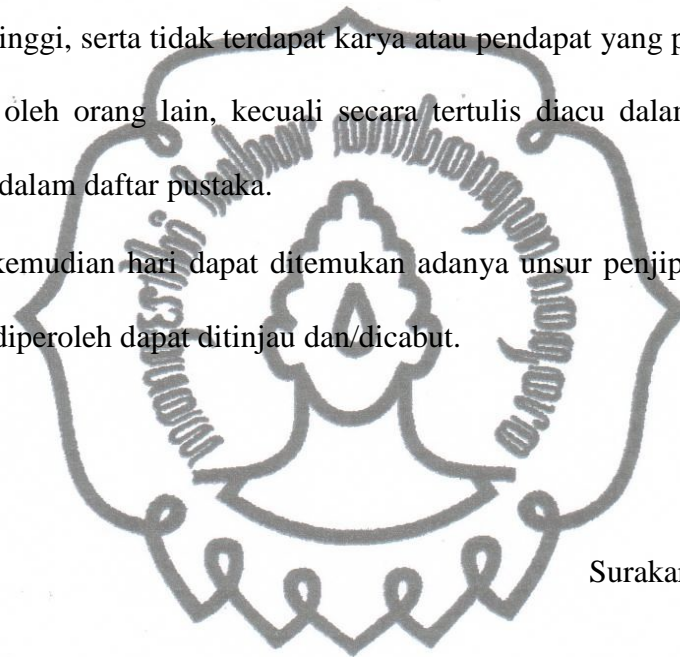 inggi, serta tidak terdapat karya atau pendapat yang p
oleh orang lain, kecuali secara tertulis diacu dalam
dalam daftar pustaka.
kemudian hari dapat ditemukan adanya unsur penjip
diperoleh dapat ditinjau dan/dicabut.
Surakar